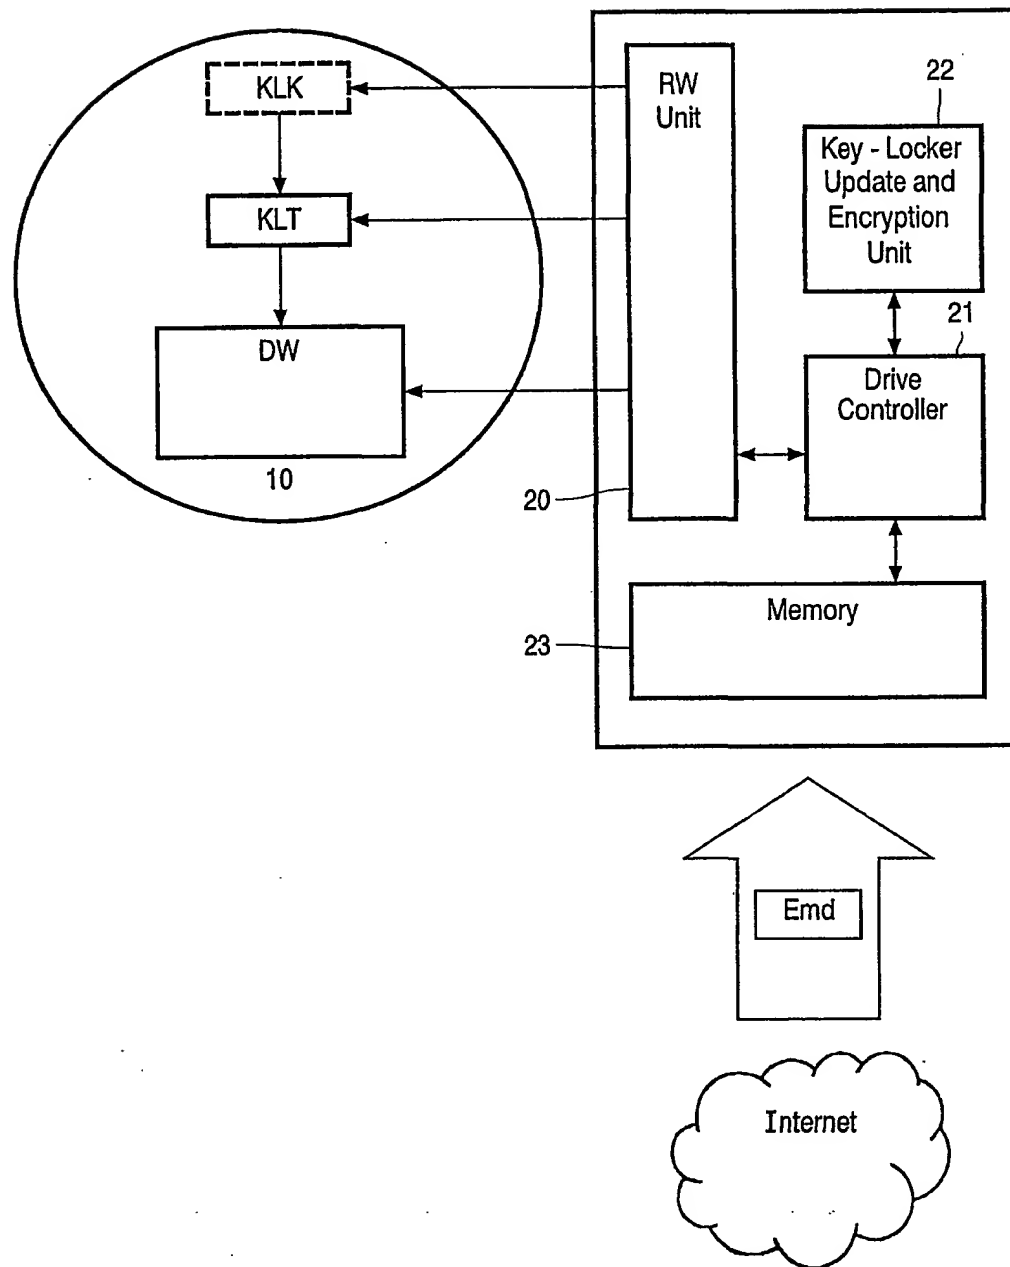 KLK
KLT
DW
10
RW
Unit
20
22
Key - Locker
Update and
Encryption
Unit
21
Drive
Controller
Memory
23
Emd
Internet